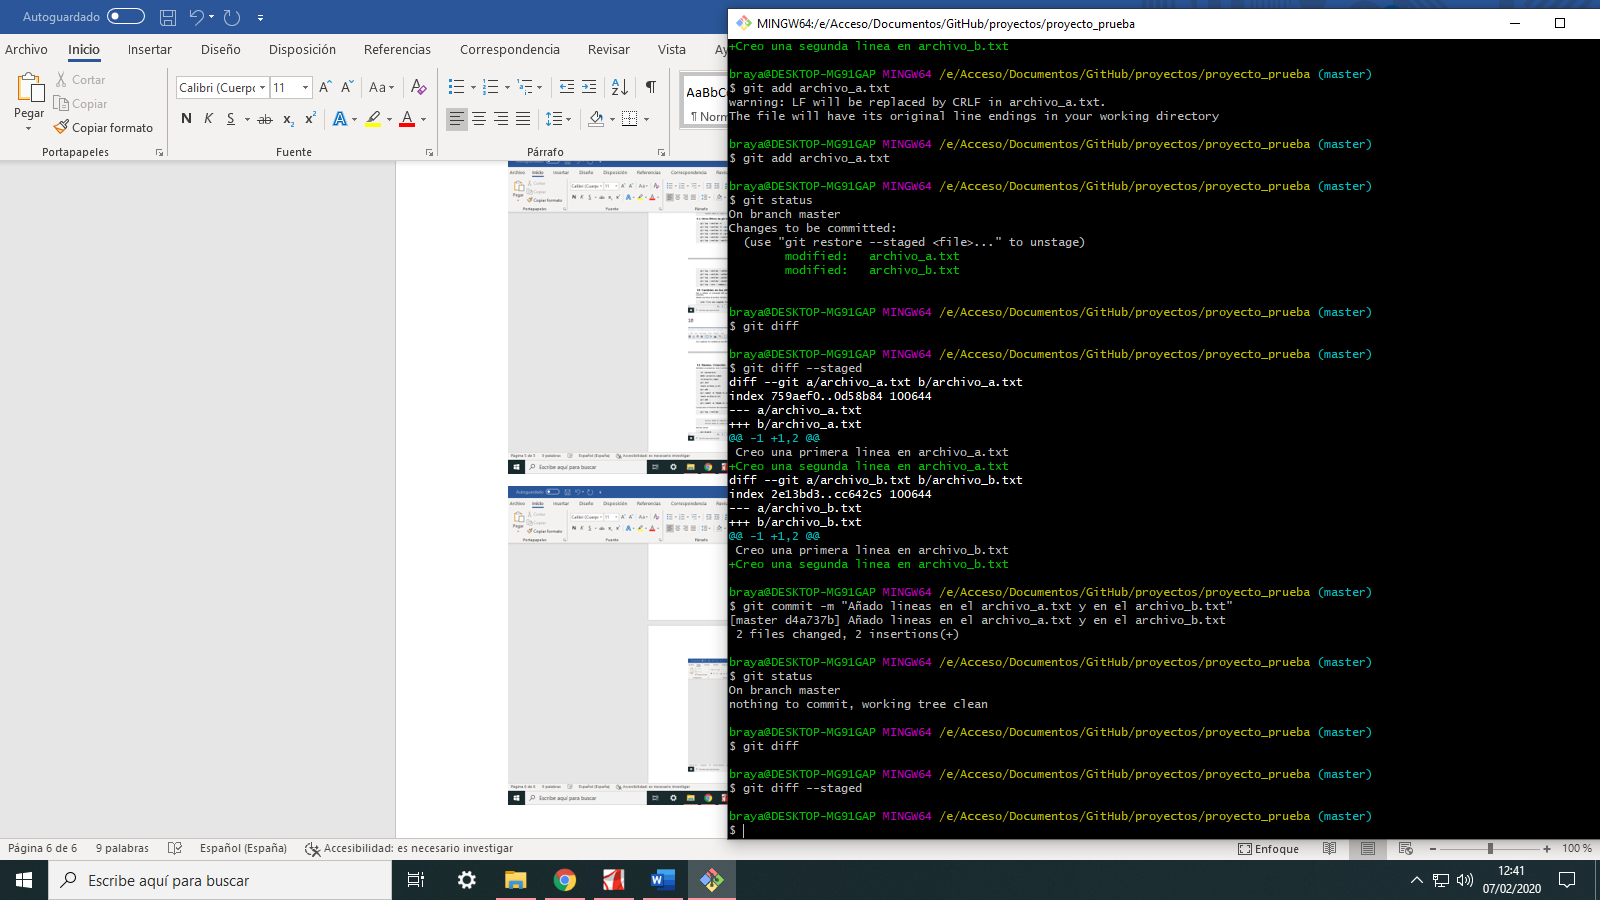 Autoguardado
Archivo Inicio Insertar Diseño Disposición Referencias Correspondencia Revisar Vista Ay
Pegar
Cortar
Copiar
Copiar formato
Portapapeles
Calibri (Cuerpo 11
Aa
N K S ab x₂ x²
Fuente
Párrafo
AaBbCc
¶ Norm
MINGW64:/e/Acceso/Documentos/GitHub/proyectos/proyecto_prueba
+Creo una segunda linea en archivo_b.txt
braya@DESKTOP-MG91GAP MINGW64 /e/Acceso/Documentos/GitHub/proyectos/proyecto_prueba (master)
$ git add archivo_a.txt
warning: LF will be replaced by CRLF in archivo_a.txt.
The file will have its original line endings in your working directory
braya@DESKTOP-MG91GAP MINGW64 /e/Acceso/Documentos/GitHub/proyectos/proyecto_prueba (master)
$ git add archivo_a.txt
braya@DESKTOP-MG91GAP MINGW64 /e/Acceso/Documentos/GitHub/proyectos/proyecto_prueba (master)
$ git status
On branch master
Changes to be committed:
  (use "git restore --staged <file>..." to unstage)
        modified:   archivo_a.txt
        modified:   archivo_b.txt
braya@DESKTOP-MG91GAP MINGW64 /e/Acceso/Documentos/GitHub/proyectos/proyecto_prueba (master)
$ git diff
braya@DESKTOP-MG91GAP MINGW64 /e/Acceso/Documentos/GitHub/proyectos/proyecto_prueba (master)
$ git diff --staged
diff --git a/archivo_a.txt b/archivo_a.txt
index 759aef0..0d58b84 100644
--- a/archivo_a.txt
+++ b/archivo_a.txt
@@ -1 +1,2 @@
 Creo una primera linea en archivo_a.txt
+Creo una segunda linea en archivo_a.txt
diff --git a/archivo_b.txt b/archivo_b.txt
index 2e13bd3..cc642c5 100644
--- a/archivo_b.txt
+++ b/archivo_b.txt
@@ -1 +1,2 @@
 Creo una primera linea en archivo_b.txt
+Creo una segunda linea en archivo_b.txt
braya@DESKTOP-MG91GAP MINGW64 /e/Acceso/Documentos/GitHub/proyectos/proyecto_prueba (master)
$ git commit -m "Añado lineas en el archivo_a.txt y en el archivo_b.txt"
[master d4a737b] Añado lineas en el archivo_a.txt y en el archivo_b.txt
 2 files changed, 2 insertions(+)
braya@DESKTOP-MG91GAP MINGW64 /e/Acceso/Documentos/GitHub/proyectos/proyecto_prueba (master)
$ git status
On branch master
nothing to commit, working tree clean
braya@DESKTOP-MG91GAP MINGW64 /e/Acceso/Documentos/GitHub/proyectos/proyecto_prueba (master)
$ git diff
braya@DESKTOP-MG91GAP MINGW64 /e/Acceso/Documentos/GitHub/proyectos/proyecto_prueba (master)
$ git diff --staged
braya@DESKTOP-MG91GAP MINGW64 /e/Acceso/Documentos/GitHub/proyectos/proyecto_prueba (master)
$
Página 6 de 6 9 palabras Español (España) Accesibilidad: es necesario investigar Enfoque 100 %
Escribe aquí para buscar
12:41
07/02/2020